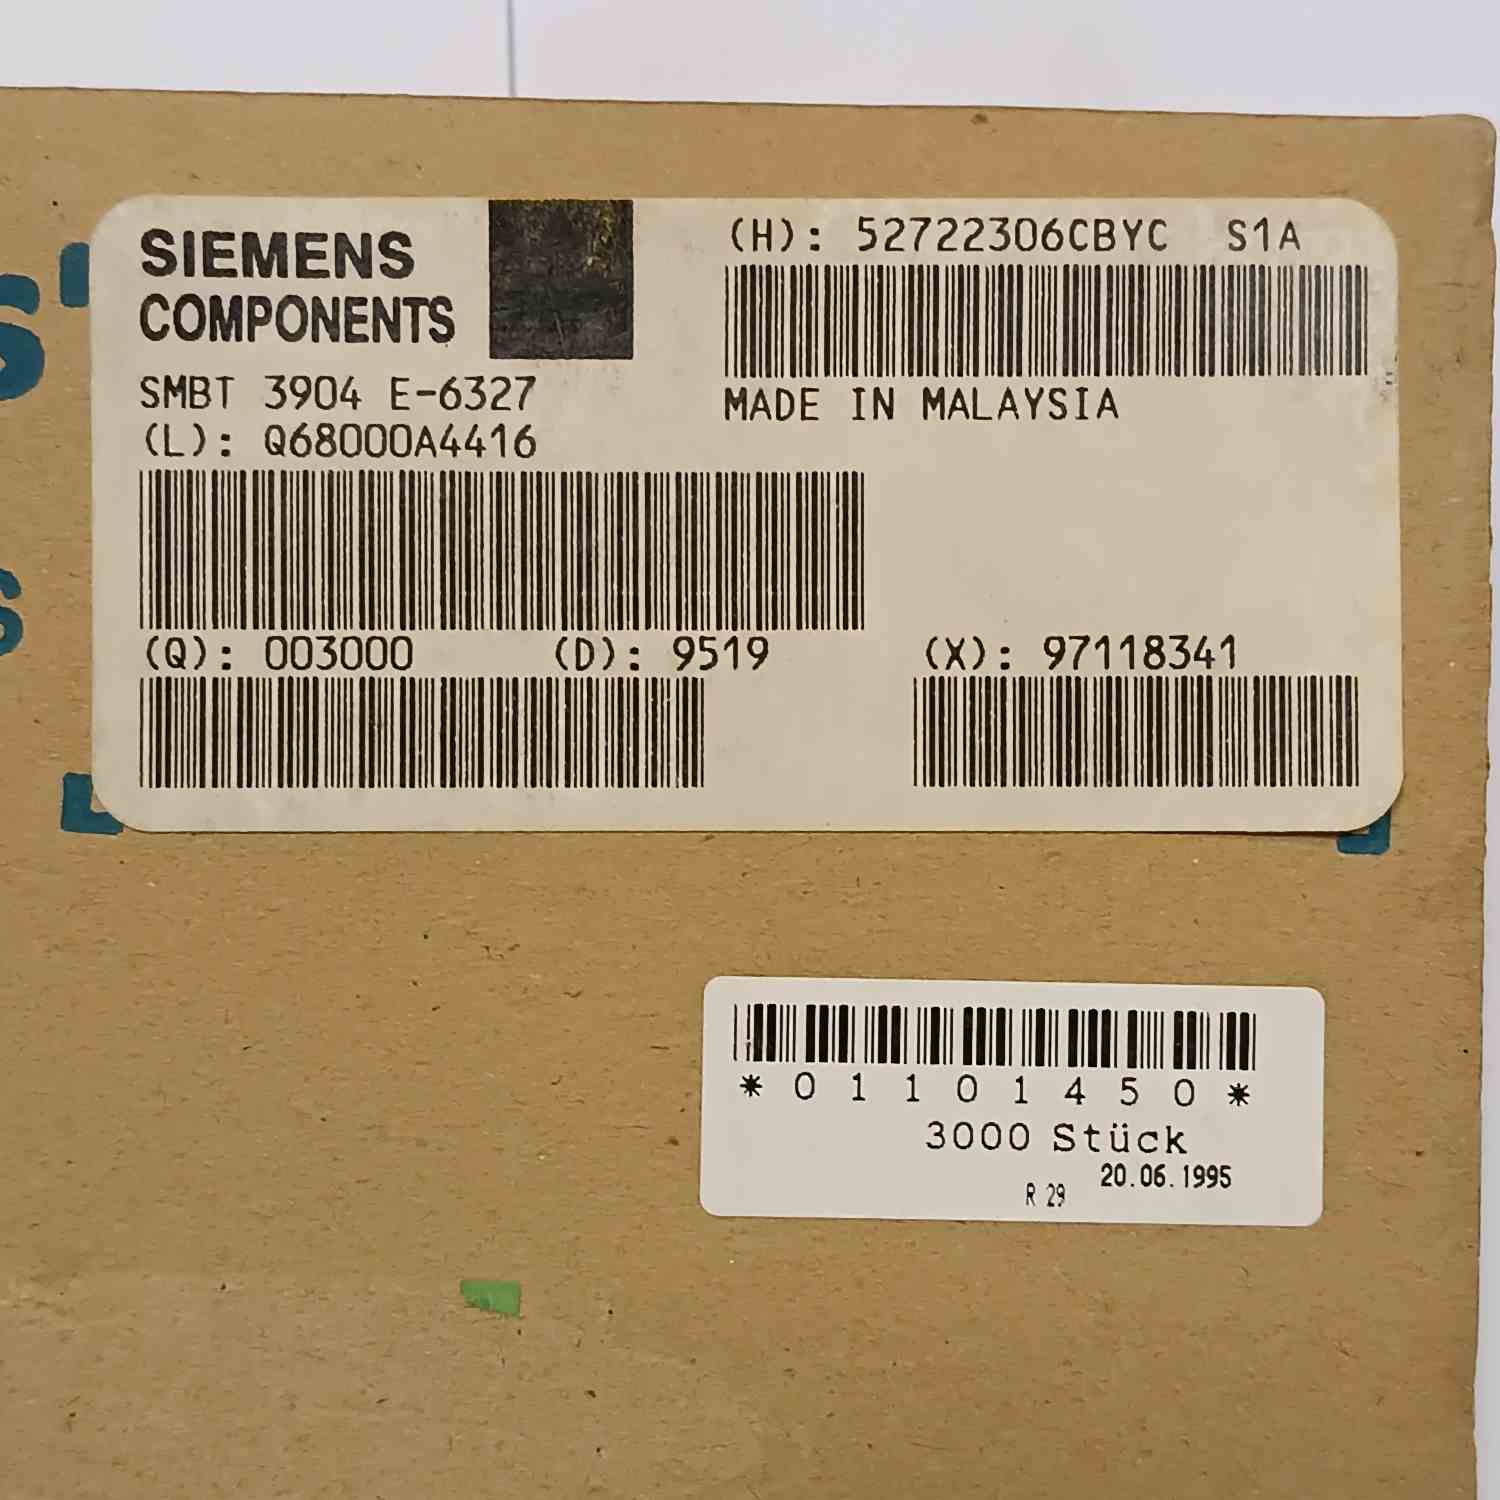 SIEMENS
COMPONENTS
SMBT 3904 E-6327
(L): Q68000A4416
(H): 52722306CBYC S1A
MADE IN MALAYSIA
(Q): 003000 (D): 9519 (X): 97118341
*01101450*
3000 Stück
20.06.1995
R 29